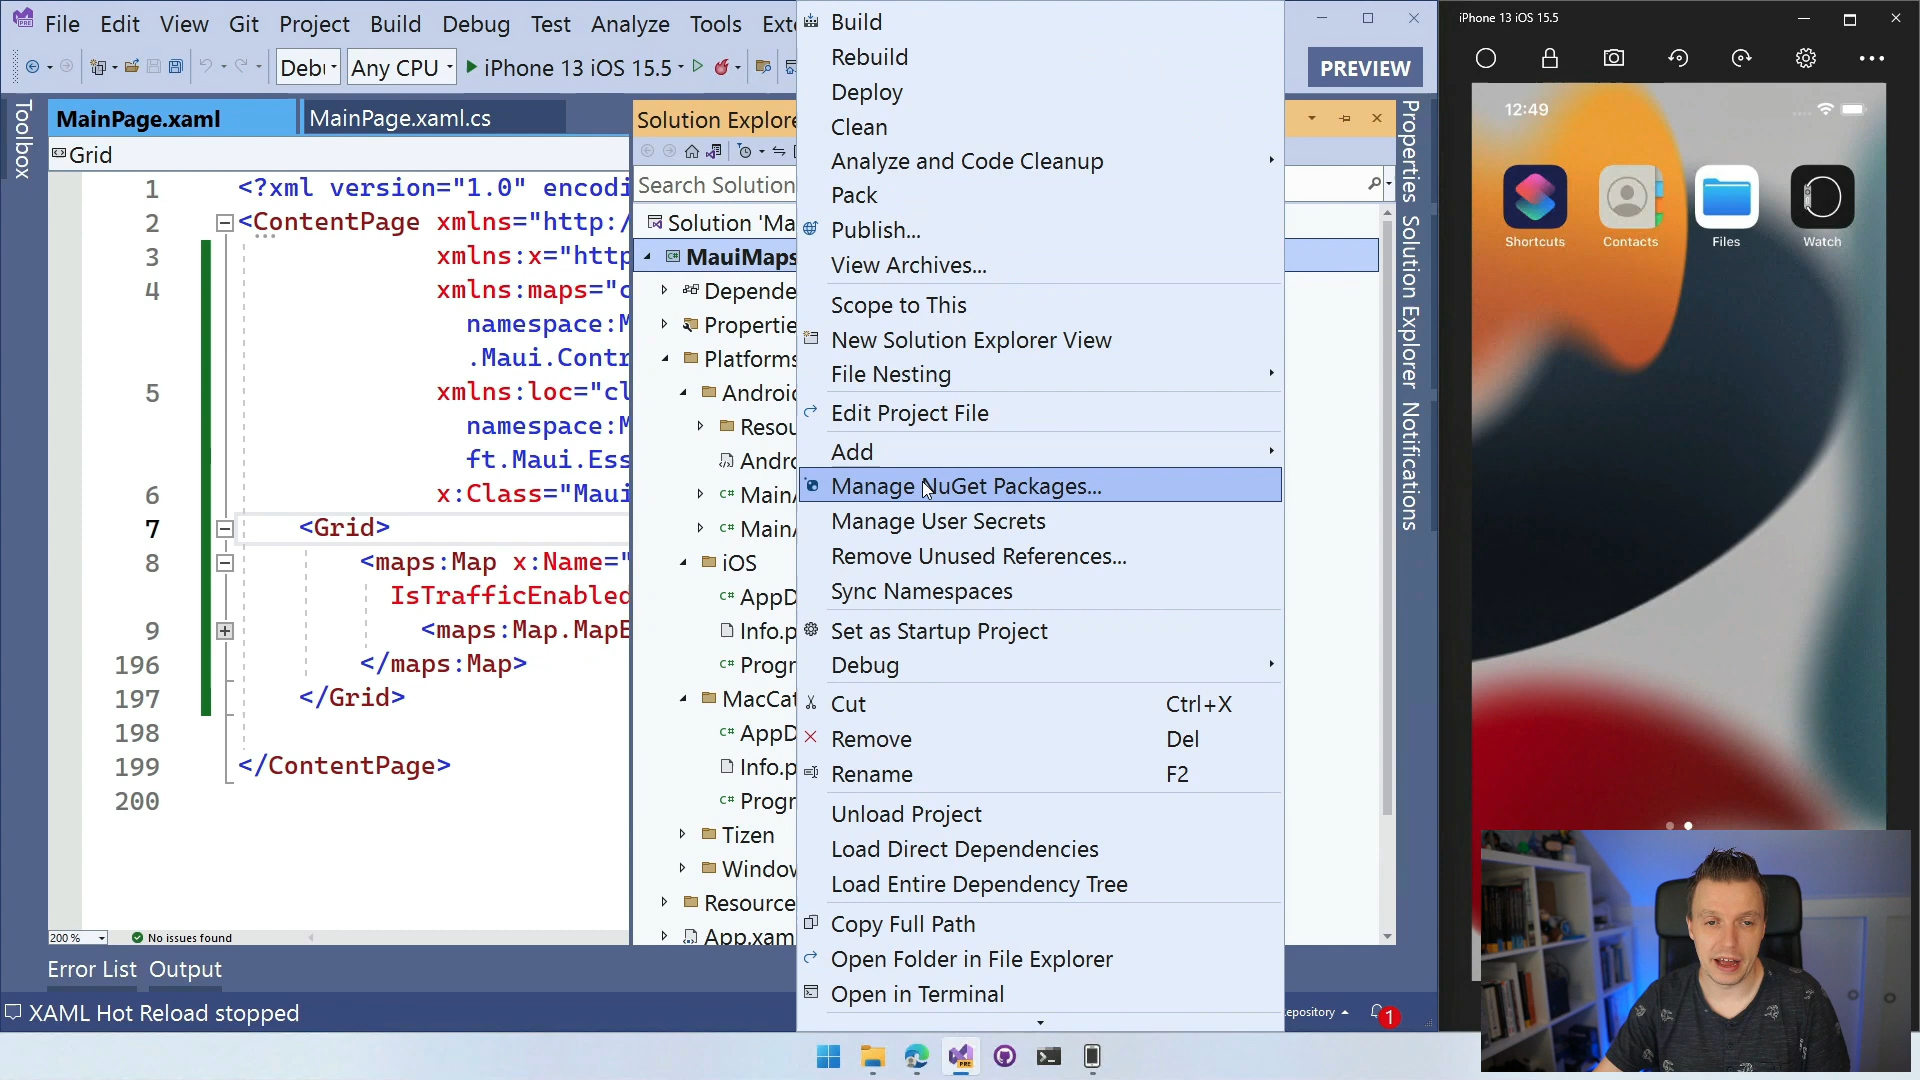 File Edit View Git Project Build Debug Test Analyze Tools
Any CPU iPhone 13 iOS 15.5
PREVIEW
Toolbox
MainPage.xaml
MainPage.xaml.cs
Grid
1 <?xml version="1.0"
2 <ContentPage xmlns="http:/
3 xmlns:x="http
4 xmlns:maps="c
namespace:M
.Maui.Contr
5 xmlns:loc="cl
namespace:M
ft.Maui.Ess
6 x:Class="Maui
7 <Grid>
8 <maps:Map x:Name="
IsTrafficEnabled
9 <maps:Map.MapE
196 </maps:Map>
197 </Grid>
198
199 </ContentPage>
200
200 %
No issues found
Error List Output
XAML Hot Reload stopped
Solution Explore
Search Solution
Solution 'Ma
MauiMaps
Depende
Propertie
Platforms
Android
Resou
Andro
MainA
MainA
iOS
AppD
Info.p
Progr
MacCat
AppD
Info.p
Progr
Tizen
Window
Resource
App.xam
Build
Rebuild
Deploy
Clean
Analyze and Code Cleanup
Pack
Publish...
View Archives...
Scope to This
New Solution Explorer View
File Nesting
Edit Project File
Add
Manage NuGet Packages...
Manage User Secrets
Remove Unused References...
Sync Namespaces
Set as Startup Project
Debug
Cut Ctrl+X
Remove Del
Rename F2
Unload Project
Load Direct Dependencies
Load Entire Dependency Tree
Copy Full Path
Open Folder in File Explorer
Open in Terminal
epository
1
Properties
Solution Explorer
Notifications
iPhone 13 iOS 15.5
12:49
Shortcuts Contacts Files Watch